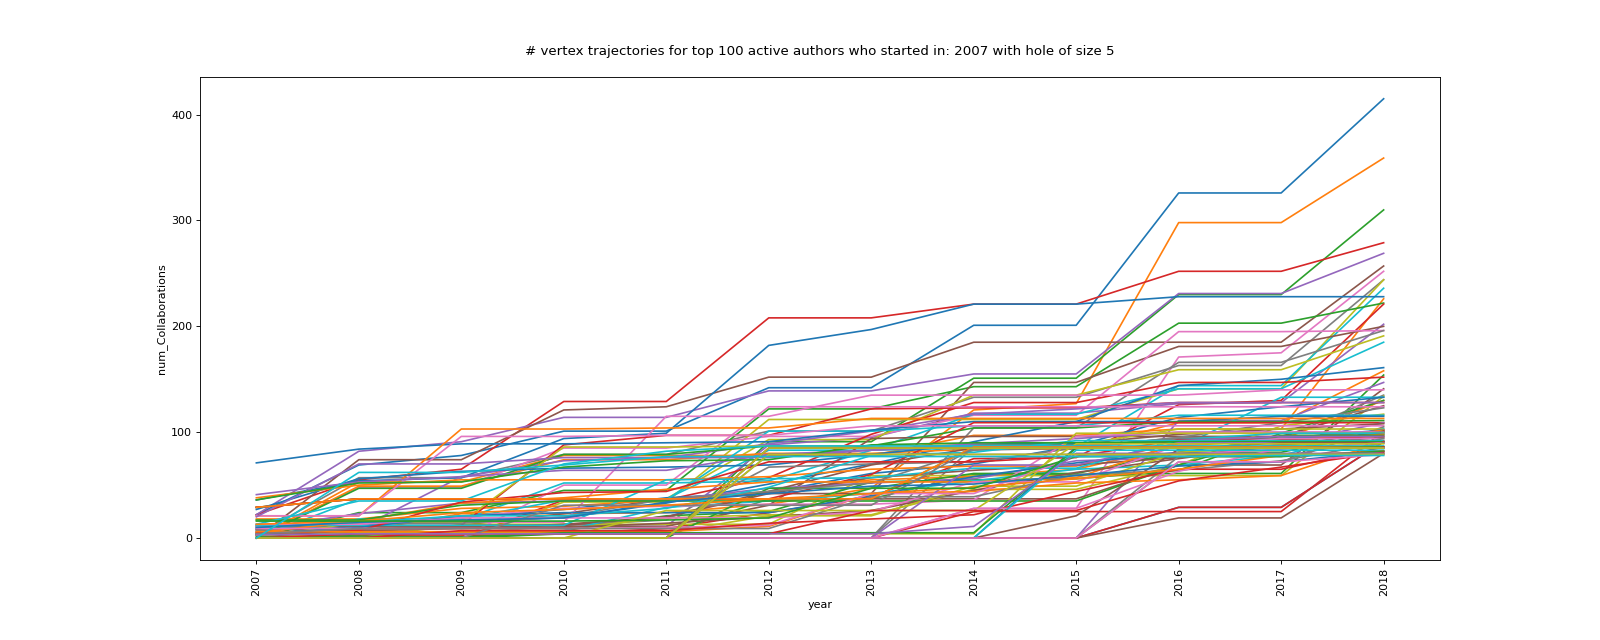 # vertex trajectories for top 100 active authors who started in: 2007 with hole of size 5
400
300
200
100
0
num_Collaborations
2007 2008 2009 2010 2011 2012 2013 2014 2015 2016 2017 2018
year